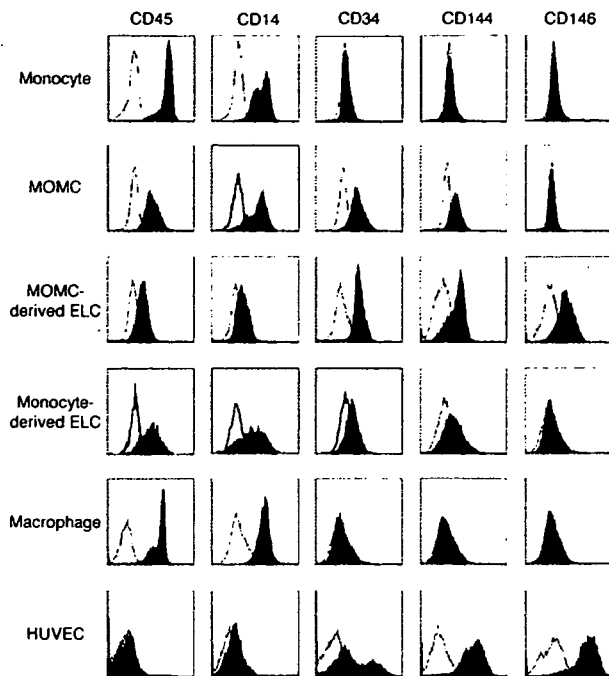 CD45 CD14 CD34 CD144 CD146
Monocyte
MOMC
MOMC-
derived ELC
Monocyte-
derived ELC
Macrophage
HUVEC